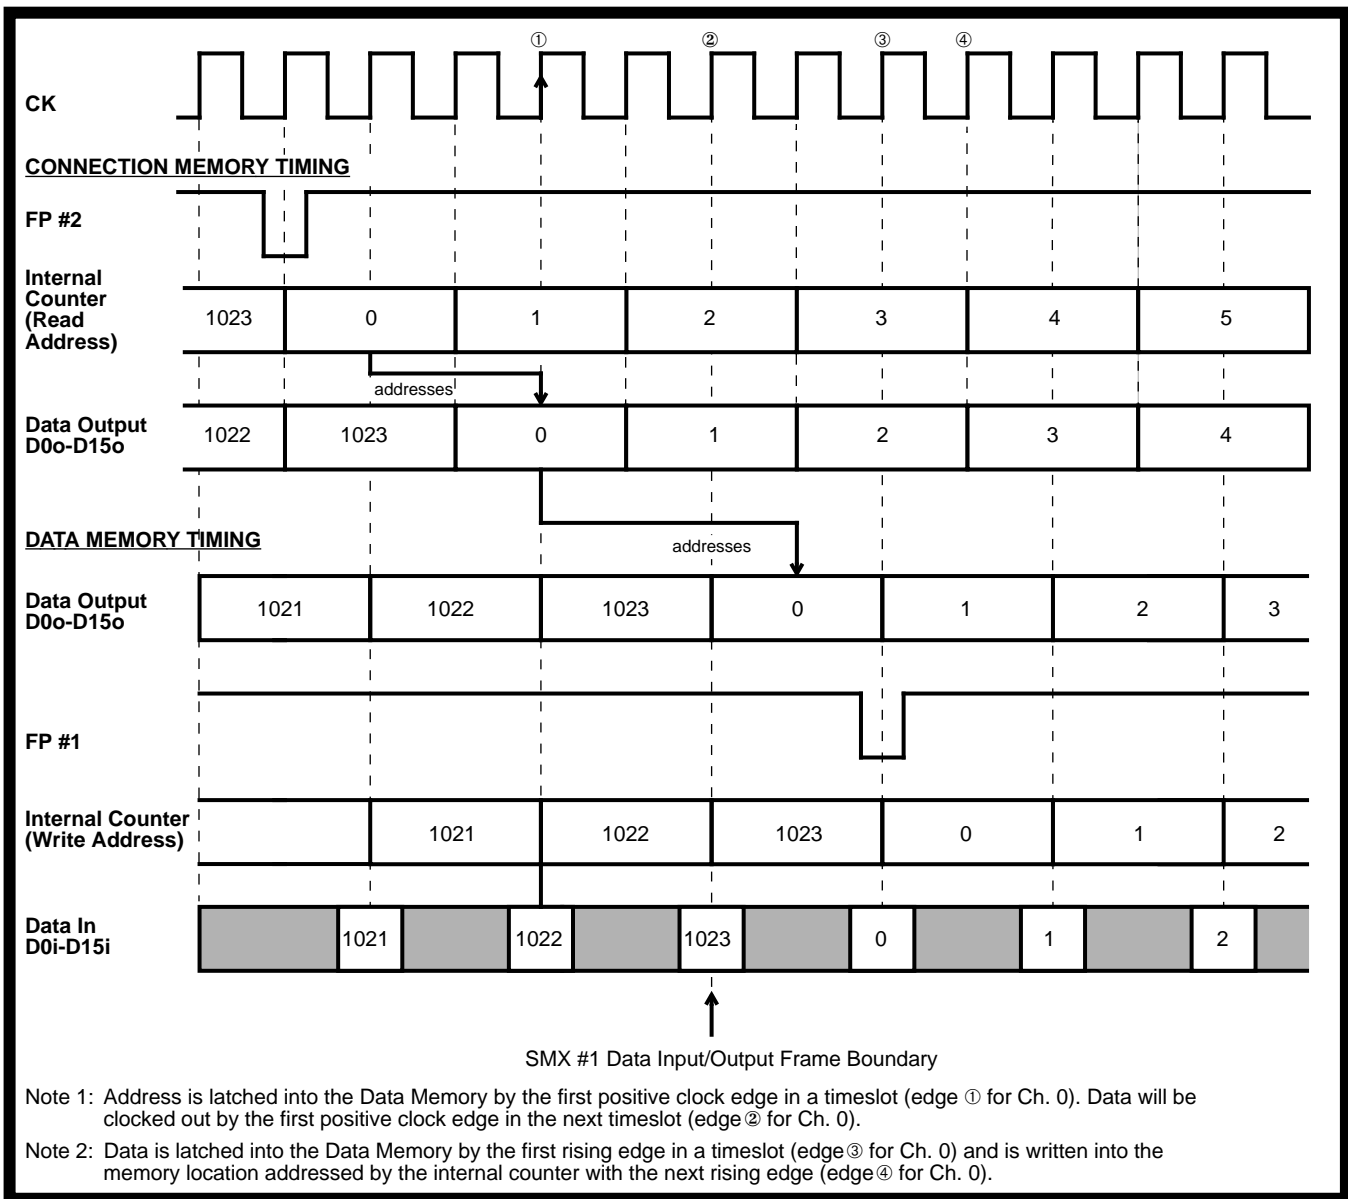 ① ② ③ ④
CK
CONNECTION MEMORY TIMING
FP #2
Internal
Counter
(Read
Address)
1023 0 1 2 3 4 5
addresses
Data Output
D0o-D15o
1022 1023 0 1 2 3 4
DATA MEMORY TIMING
addresses
Data Output
D0o-D15o
1021 1022 1023 0 1 2 3
FP #1
Internal Counter
(Write Address)
1021 1022 1023 0 1 2
Data In
D0i-D15i
1021 1022 1023 0 1 2
SMX #1 Data Input/Output Frame Boundary
Note 1: Address is latched into the Data Memory by the first positive clock edge in a timeslot (edge ① for Ch. 0). Data will be
clocked out by the first positive clock edge in the next timeslot (edge ② for Ch. 0).
Note 2: Data is latched into the Data Memory by the first rising edge in a timeslot (edge ③ for Ch. 0) and is written into the
memory location addressed by the internal counter with the next rising edge (edge ④ for Ch. 0).